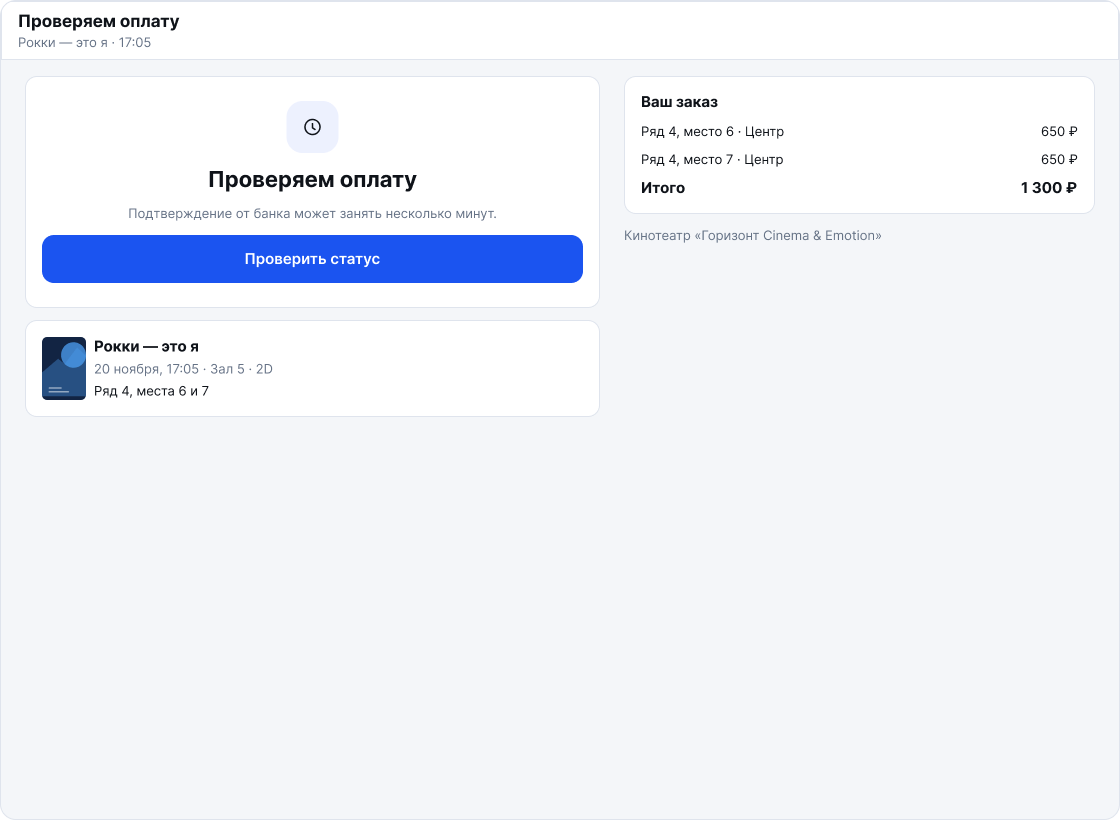 Проверяем оплату
Рокки — это я · 17:05
Проверяем оплату
Подтверждение от банка может занять несколько минут.
Проверить статус
Рокки — это я
20 ноября, 17:05 · Зал 5 · 2D
Ряд 4, места 6 и 7
Ваш заказ
Ряд 4, место 6 · Центр 650 ₽
Ряд 4, место 7 · Центр 650 ₽
Итого 1 300 ₽
Кинотеатр «Горизонт Cinema & Emotion»